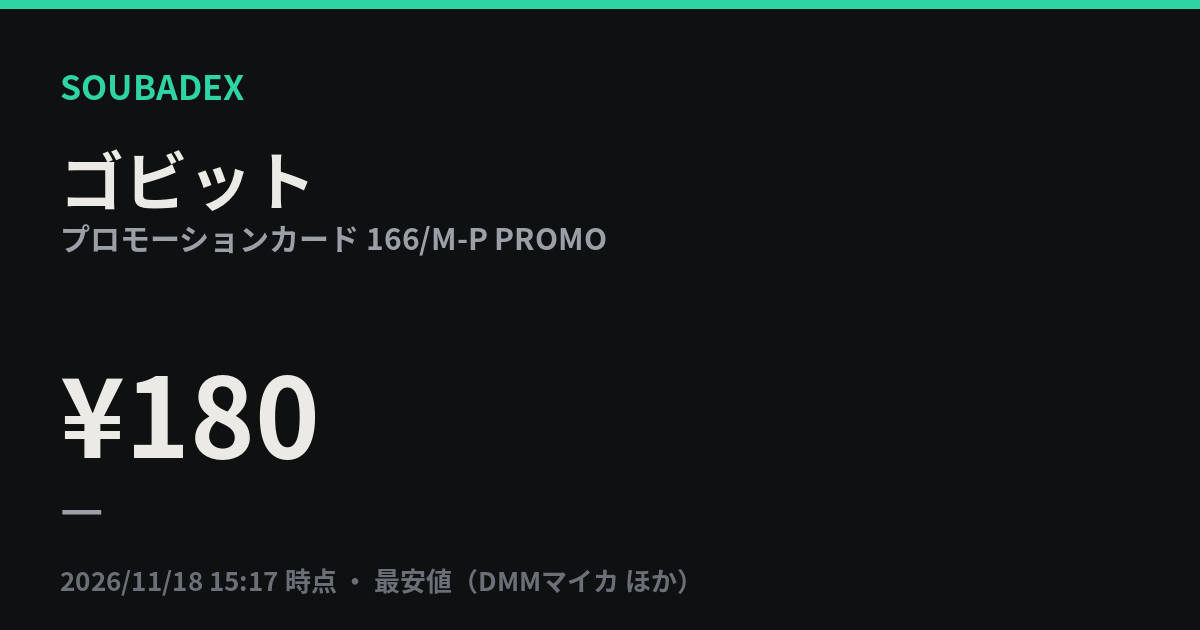 SOUBADEX
ゴビット
プロモーションカード 166/M-P PROMO
¥180
—
2026/11/18 15:17 時点 ・ 最安値（DMMマイカ ほか）